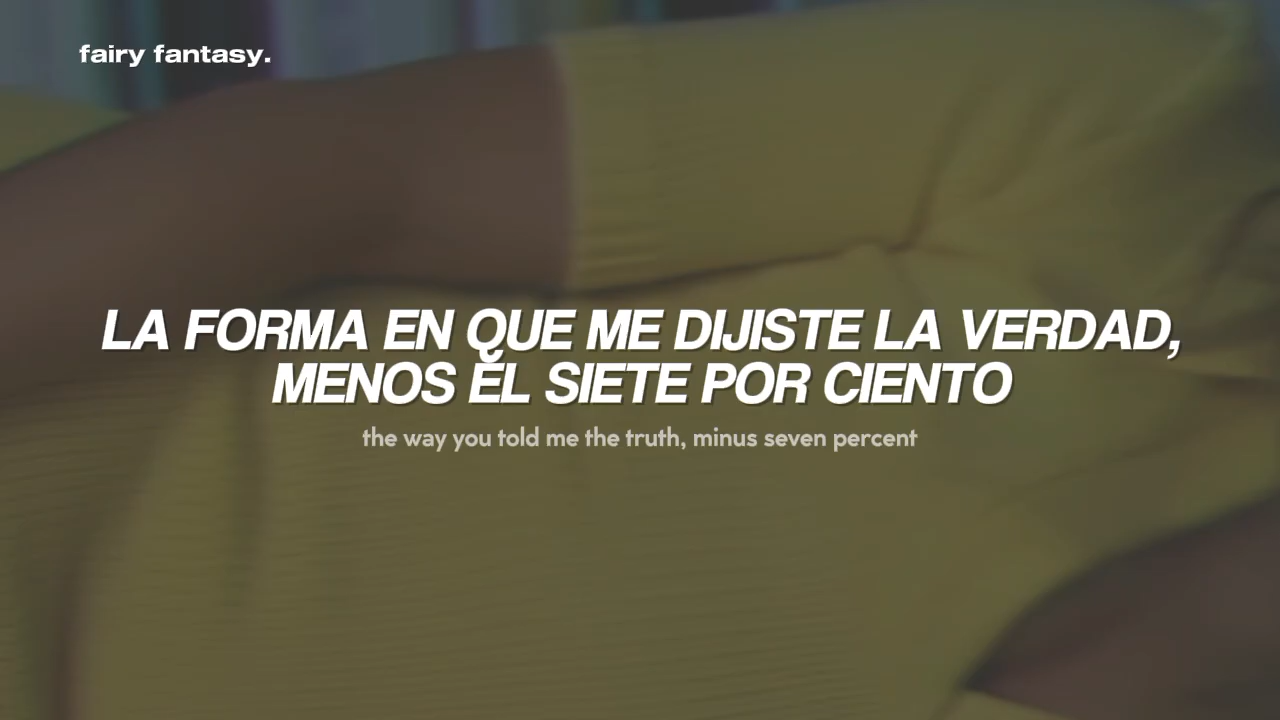 fairy fantasy.
LA FORMA EN QUE ME DIJISTE LA VERDAD,
MENOS EL SIETE POR CIENTO
the way you told me the truth, minus seven percent